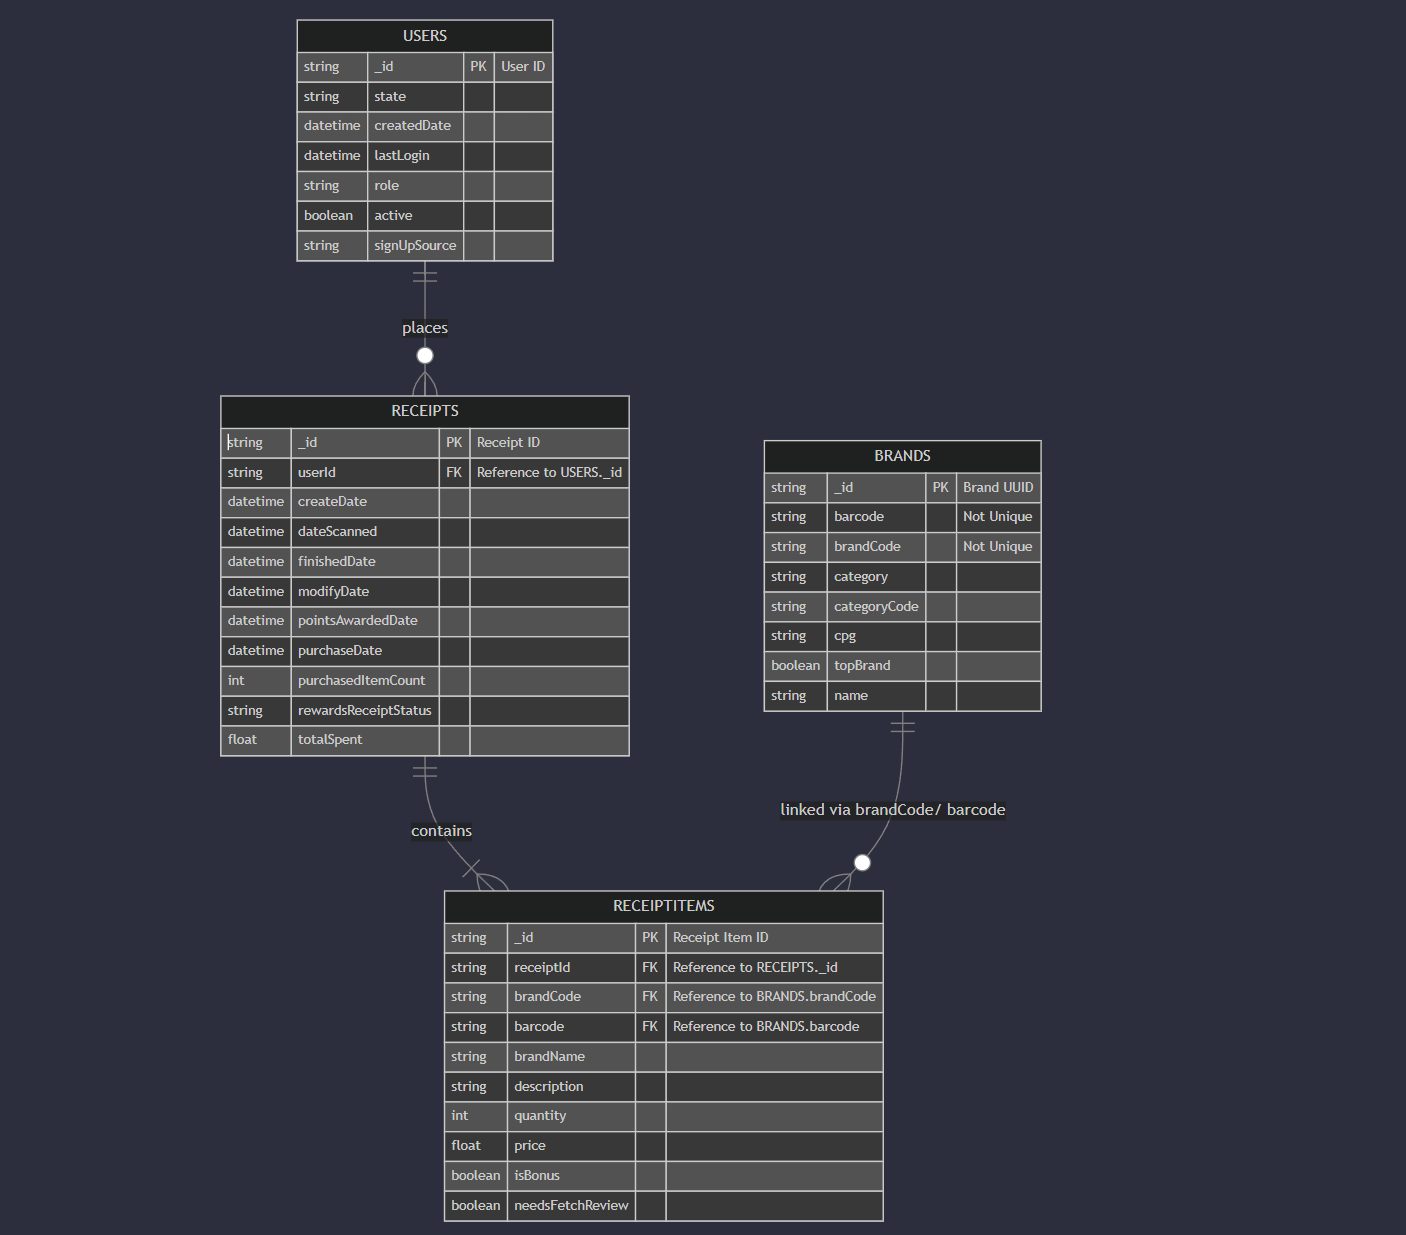 USERS
string _id PK User ID
string state
datetime createdDate
datetime lastLogin
string role
boolean active
string signUpSource
places
RECEIPTS
string _id PK Receipt ID
string userId FK Reference to USERS._id
datetime createDate
datetime dateScanned
datetime finishedDate
datetime modifyDate
datetime pointsAwardedDate
datetime purchaseDate
int purchasedItemCount
string rewardsReceiptStatus
float totalSpent
BRANDS
string _id PK Brand UUID
string barcode Not Unique
string brandCode Not Unique
string category
string categoryCode
string cpg
boolean topBrand
string name
contains
linked via brandCode/ barcode
RECEIPTITEMS
string _id PK Receipt Item ID
string receiptId FK Reference to RECEIPTS._id
string brandCode FK Reference to BRANDS.brandCode
string barcode FK Reference to BRANDS.barcode
string brandName
string description
int quantity
float price
boolean isBonus
boolean needsFetchReview